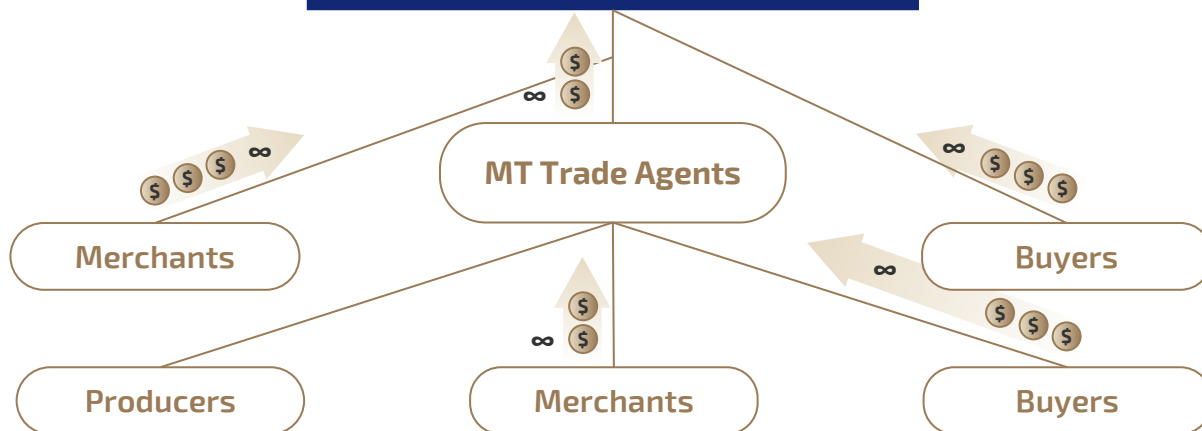 $
$
∞
$ $ $ ∞
MT Trade Agents
∞ $ $ $
Merchants
Buyers
∞
$
$
∞
$ $ $
Producers
Merchants
Buyers